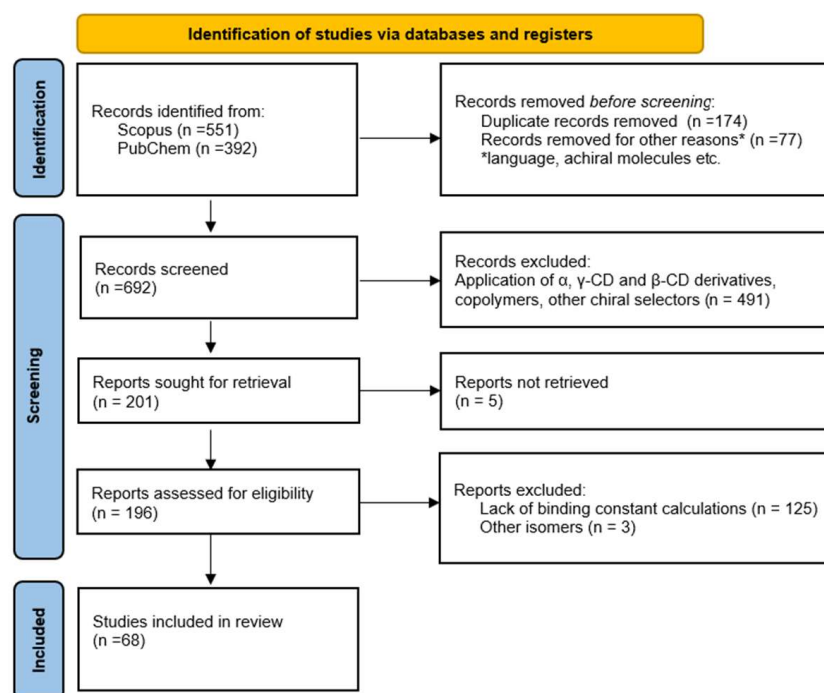 Identification of studies via databases and registers
Identification
Records identified from:
Scopus (n =551)
PubChem (n =392)
Records removed before screening:
Duplicate records removed (n =174)
Records removed for other reasons* (n =77)
*language, achiral molecules etc.
Screening
Records screened
(n =692)
Records excluded:
Application of α, γ-CD and β-CD derivatives,
copolymers, other chiral selectors (n = 491)
Reports sought for retrieval
(n = 201)
Reports not retrieved
(n = 5)
Reports assessed for eligibility
(n = 196)
Reports excluded:
Lack of binding constant calculations (n = 125)
Other isomers (n = 3)
Included
Studies included in review
(n =68)